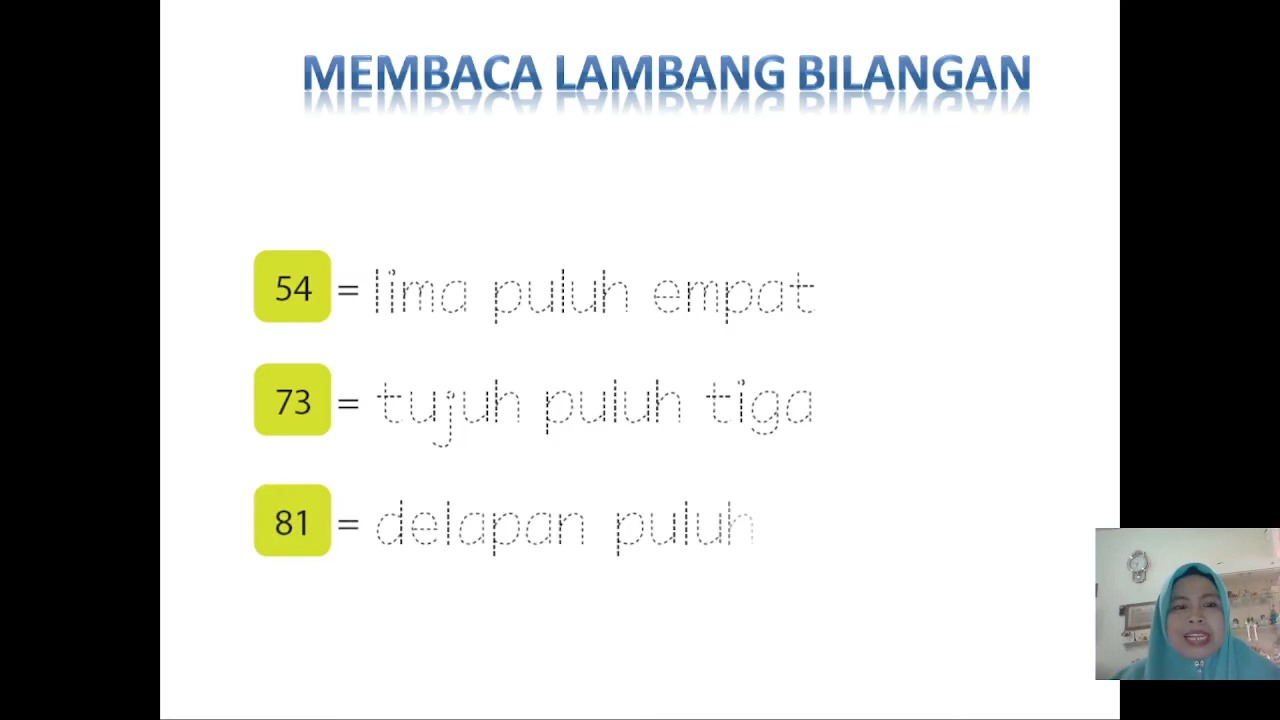 MEMBACA LAMBANG BILANGAN
54 = lima puluh empat
73 = tujuh puluh tiga
81 = delapan puluh